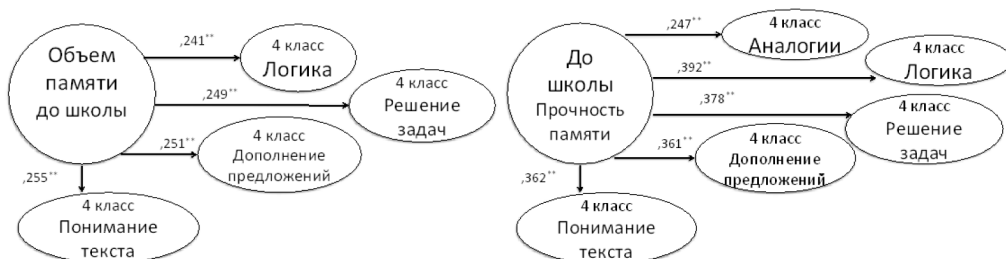 Объем
памяти
до школы
,241**
4 класс
Логика
,249**
4 класс
Решение
задач
,251**
4 класс
Дополнение
предложений
,255**
4 класс
Понимание
текста
До
школы
Прочность
памяти
,247**
4 класс
Аналогии
,392**
4 класс
Логика
,378**
4 класс
Решение
задач
,361**
4 класс
Дополнение
предложений
,362**
4 класс
Понимание
текста